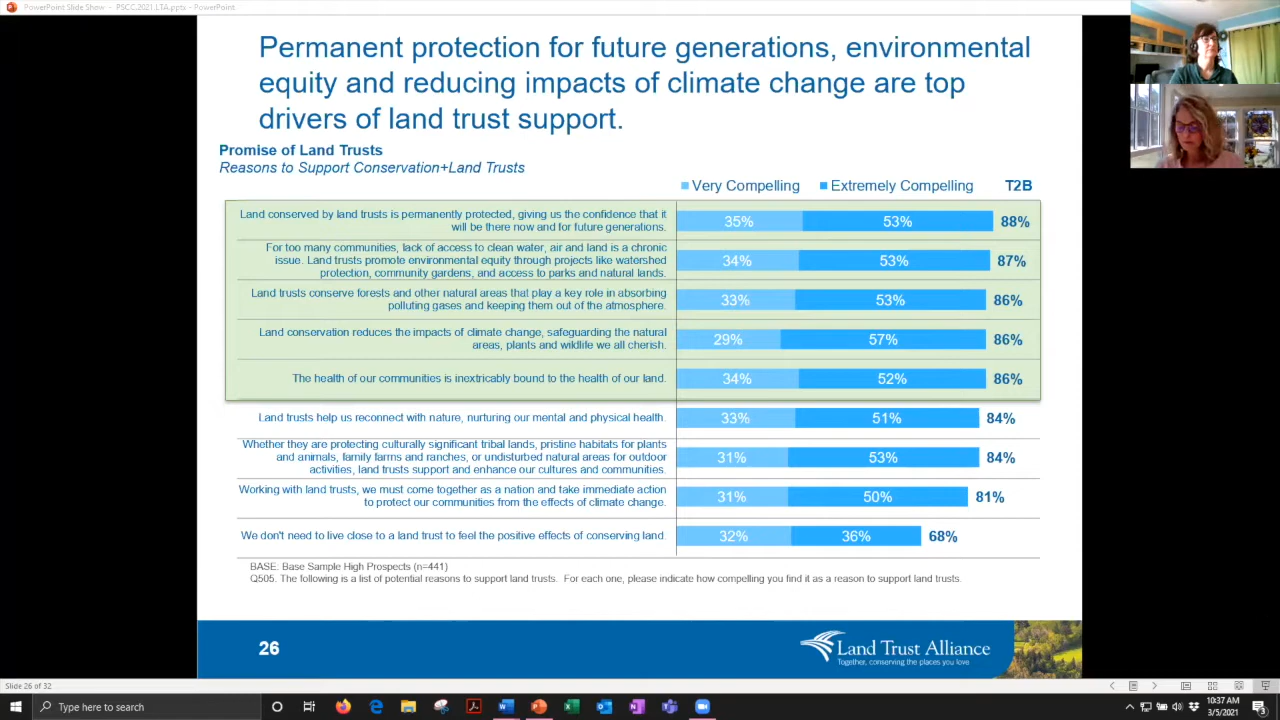 PowerPoint Slide Show - PSCC.2021.LTA.pptx - PowerPoint
Permanent protection for future generations, environmental
equity and reducing impacts of climate change are top
drivers of land trust support.
Promise of Land Trusts
Reasons to Support Conservation+Land Trusts
Very Compelling Extremely Compelling T2B
Land conserved by land trusts is permanently protected, giving us the confidence that it
will be there now and for future generations.
35% 53% 88%
For too many communities, lack of access to clean water, air and land is a chronic
issue. Land trusts promote environmental equity through projects like watershed
protection, community gardens, and access to parks and natural lands.
34% 53% 87%
Land trusts conserve forests and other natural areas that play a key role in absorbing
polluting gases and keeping them out of the atmosphere.
33% 53% 86%
Land conservation reduces the impacts of climate change, safeguarding the natural
areas, plants and wildlife we all cherish.
29% 57% 86%
The health of our communities is inextricably bound to the health of our land.
34% 52% 86%
Land trusts help us reconnect with nature, nurturing our mental and physical health.
33% 51% 84%
Whether they are protecting culturally significant tribal lands, pristine habitats for plants
and animals, family farms and ranches, or undisturbed natural areas for outdoor
activities, land trusts support and enhance our cultures and communities.
31% 53% 84%
Working with land trusts, we must come together as a nation and take immediate action
to protect our communities from the effects of climate change.
31% 50% 81%
We don't need to live close to a land trust to feel the positive effects of conserving land.
32% 36% 68%
BASE: Base Sample High Prospects (n=441)
Q505. The following is a list of potential reasons to support land trusts. For each one, please indicate how compelling you find it as a reason to support land trusts.
26
Land Trust Alliance
Together, conserving the places you love
Slide 26 of 32
Type here to search
10:37 AM
3/5/2021
3